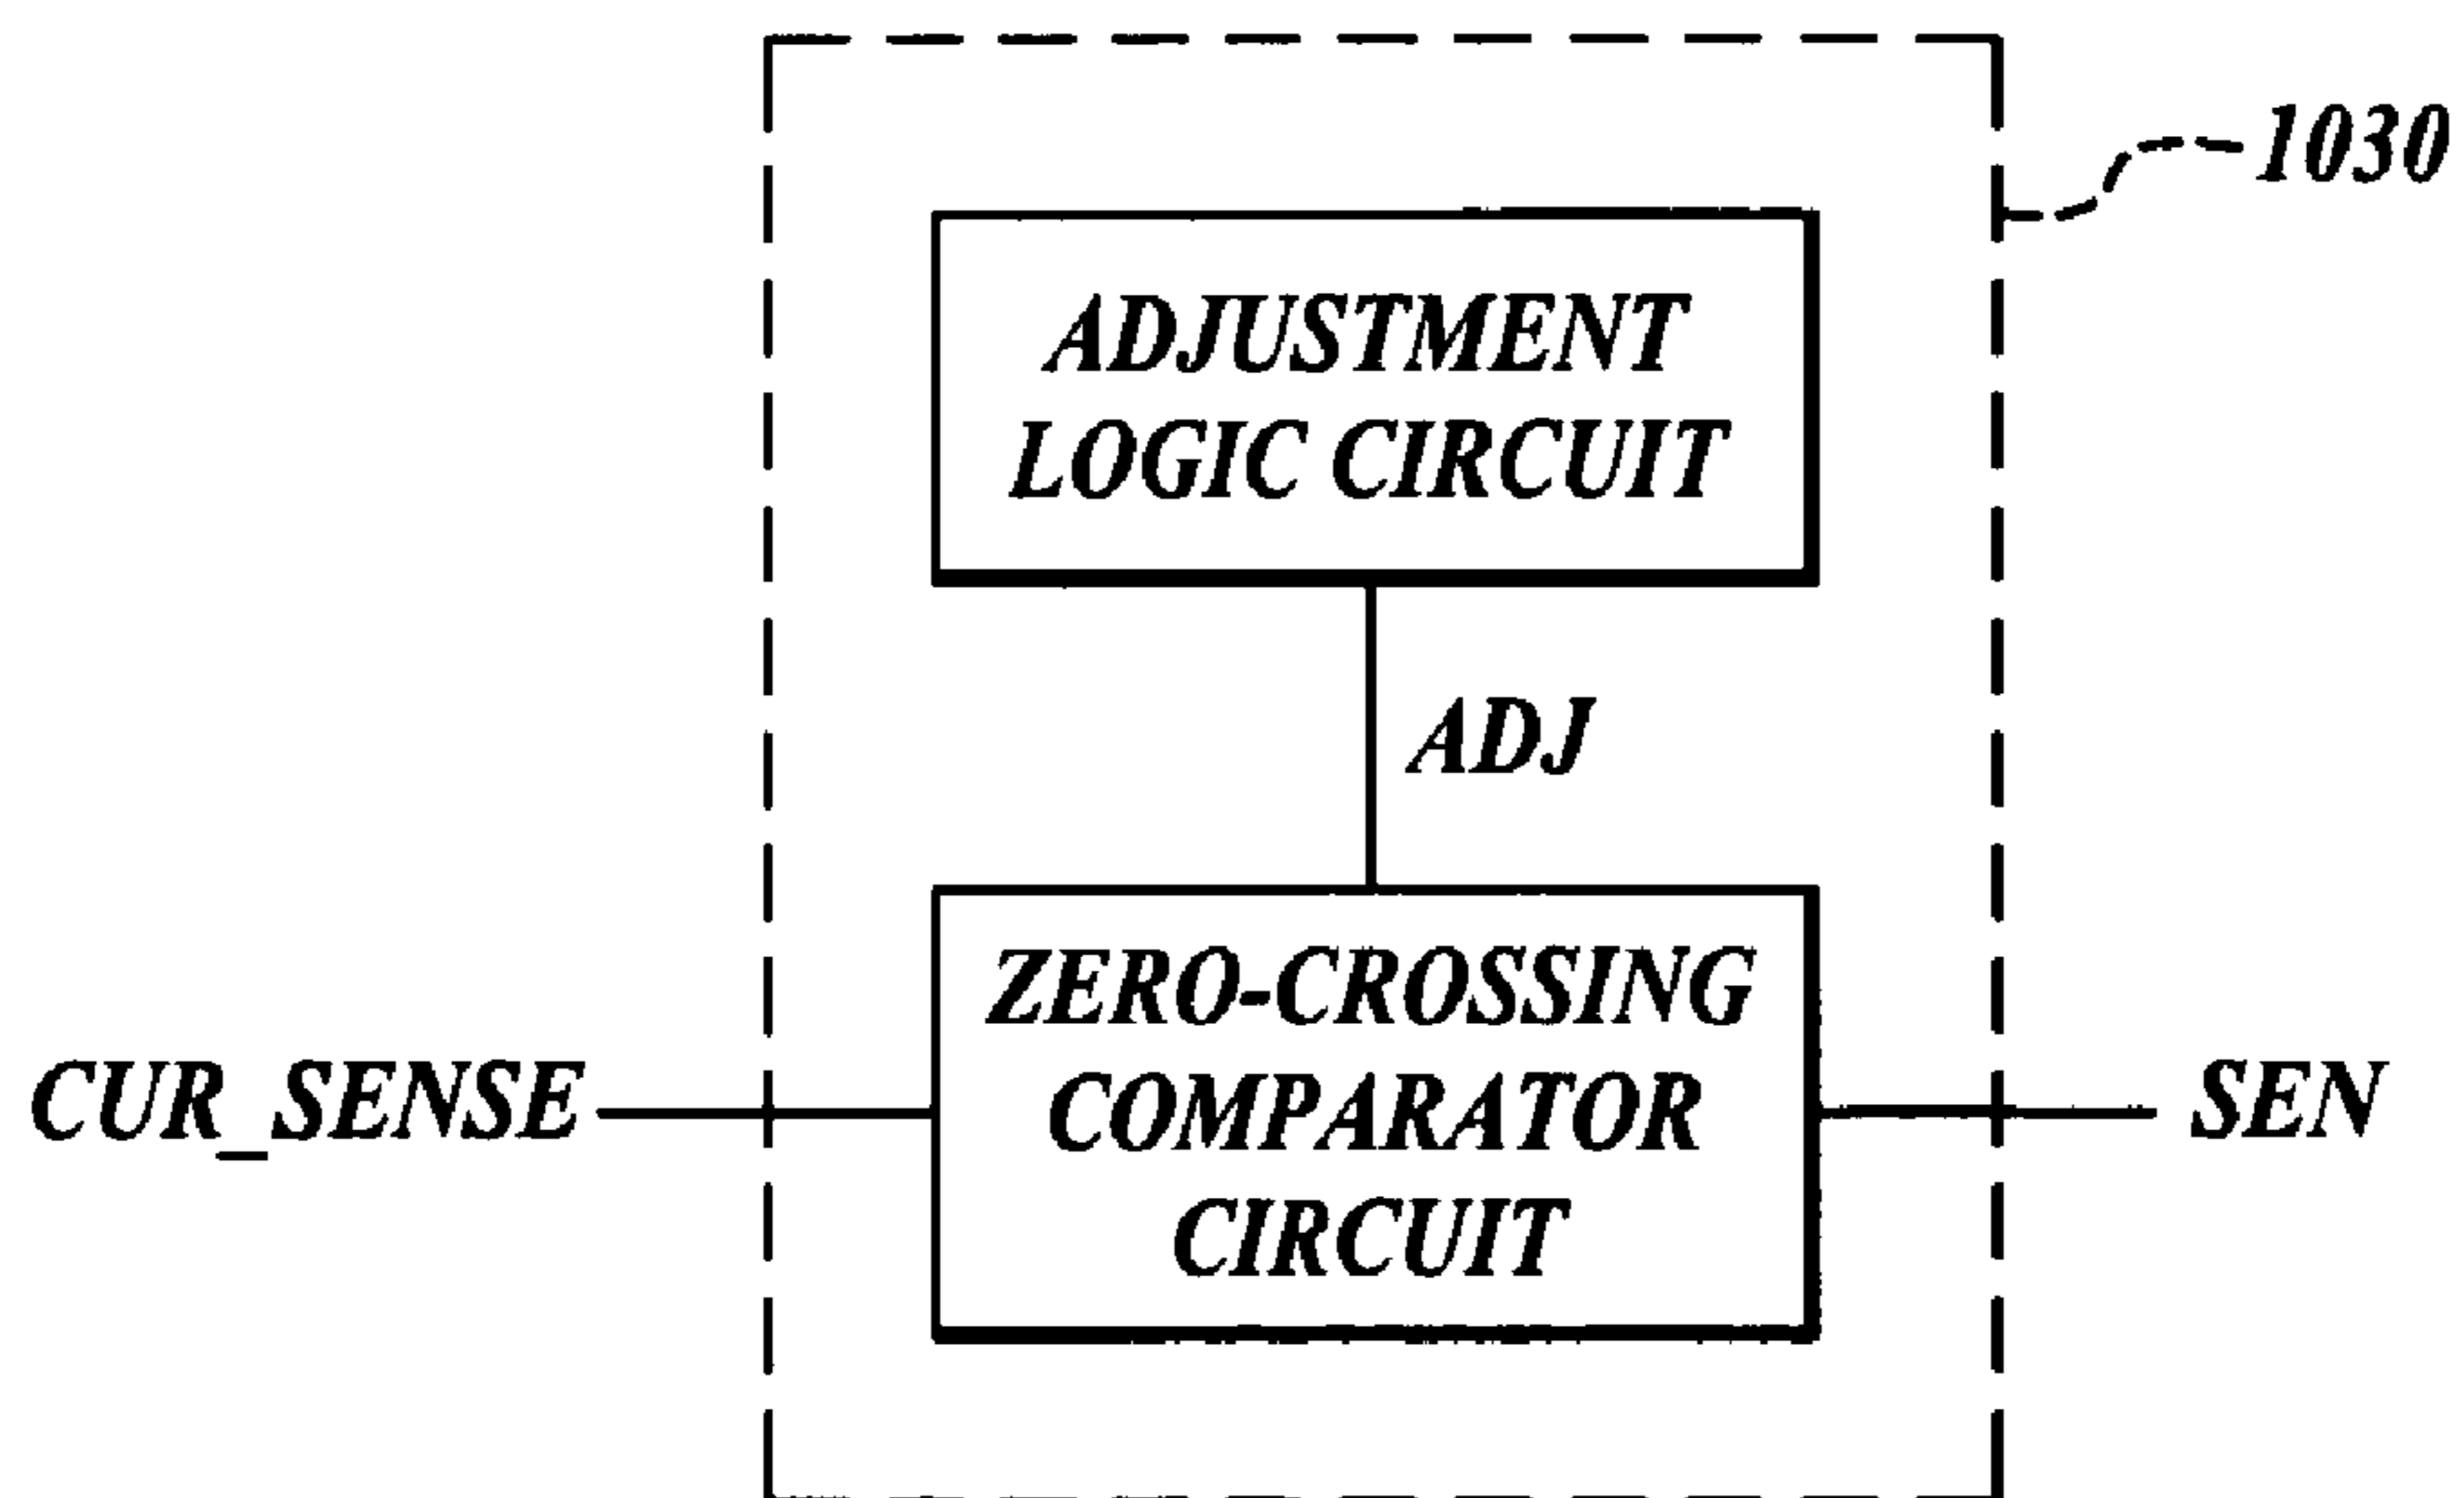 1030
ADJUSTMENT
LOGIC CIRCUIT
ADJ
ZERO-CROSSING
COMPARATOR
CIRCUIT
CUR_SENSE
SEN